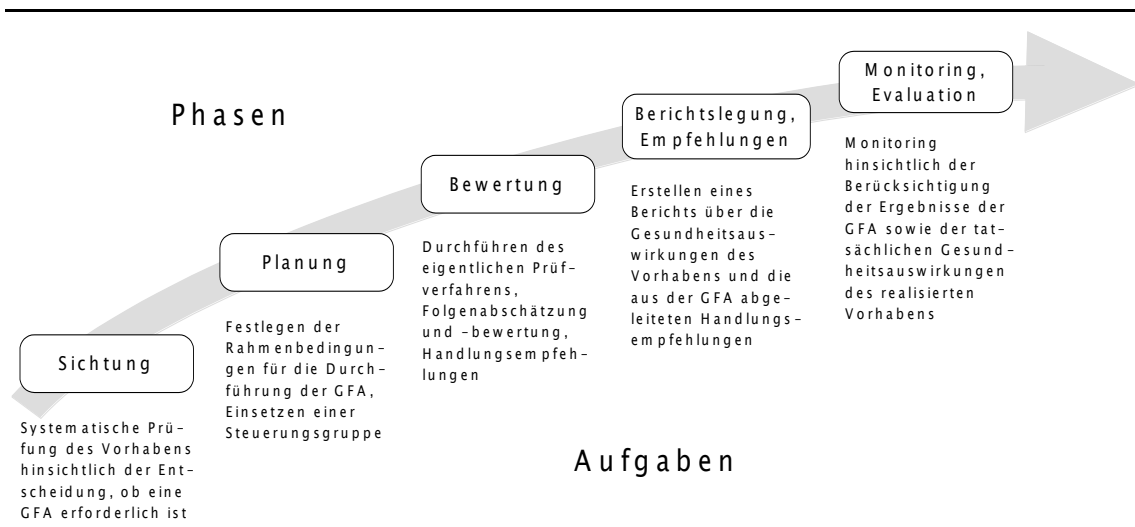 Phasen
Sichtung
Systematische Prü-
fung des Vorhabens
hinsichtlich der Ent-
scheidung, ob eine
GFA erforderlich ist
Planung
Festlegen der
Rahmenbedingun-
gen für die Durch-
führung der GFA,
Einsetzen einer
Steuerungsgruppe
Bewertung
Durchführen des
eigentlichen Prüf-
verfahrens,
Folgenabschätzung
und -bewertung,
Handlungsempfeh-
lungen
Berichtslegung,
Empfehlungen
Erstellen eines
Berichts über die
Gesundheitsaus-
wirkungen des
Vorhabens und die
aus der GFA abge-
leiteten Handlungs-
empfehlungen
Monitoring,
Evaluation
Monitoring
hinsichtlich der
Berücksichtigung
der Ergebnisse der
GFA sowie der tat-
sächlichen Gesund-
heitsauswirkungen
des realisierten
Vorhabens
Aufgaben